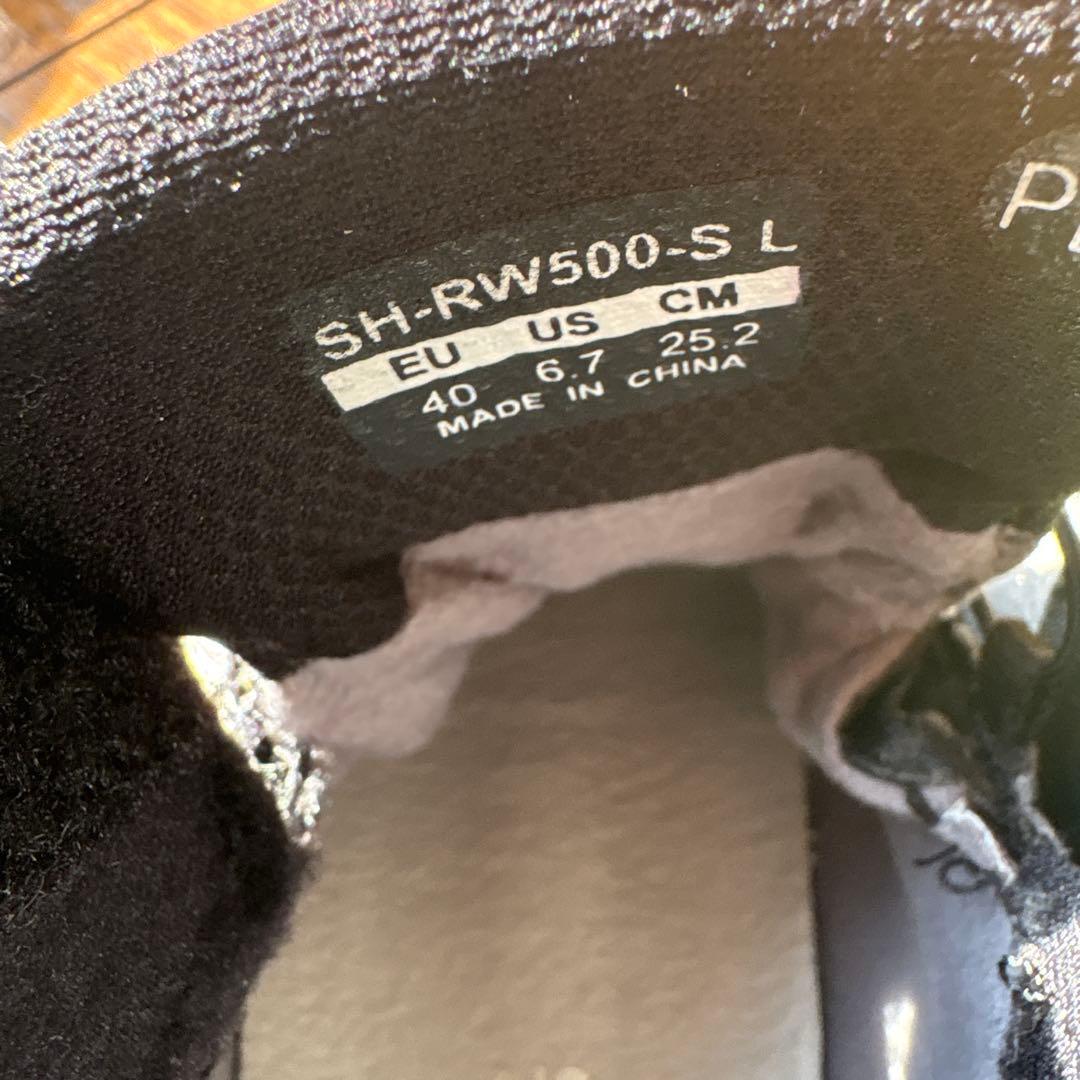 SH-RW500-S L
EU US CM
40 6.7 25.2
MADE IN CHINA